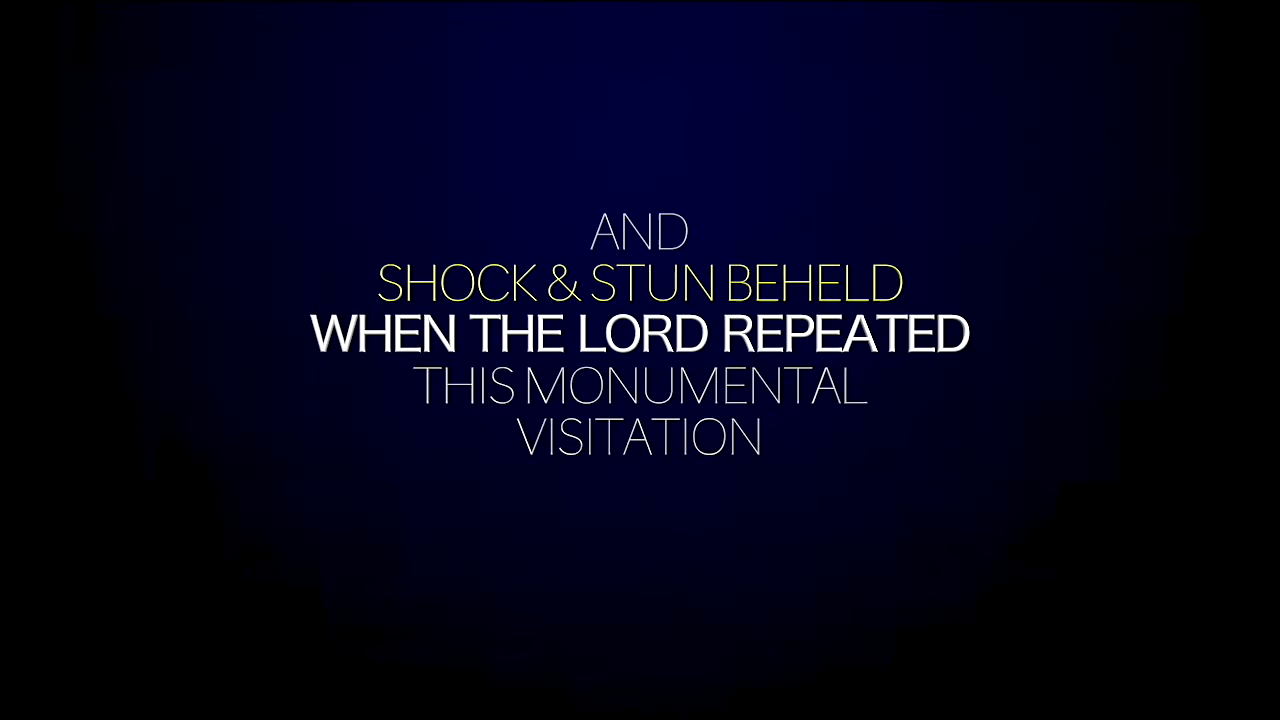 AND
SHOCK & STUN BEHELD
WHEN THE LORD REPEATED
THIS MONUMENTAL
VISITATION